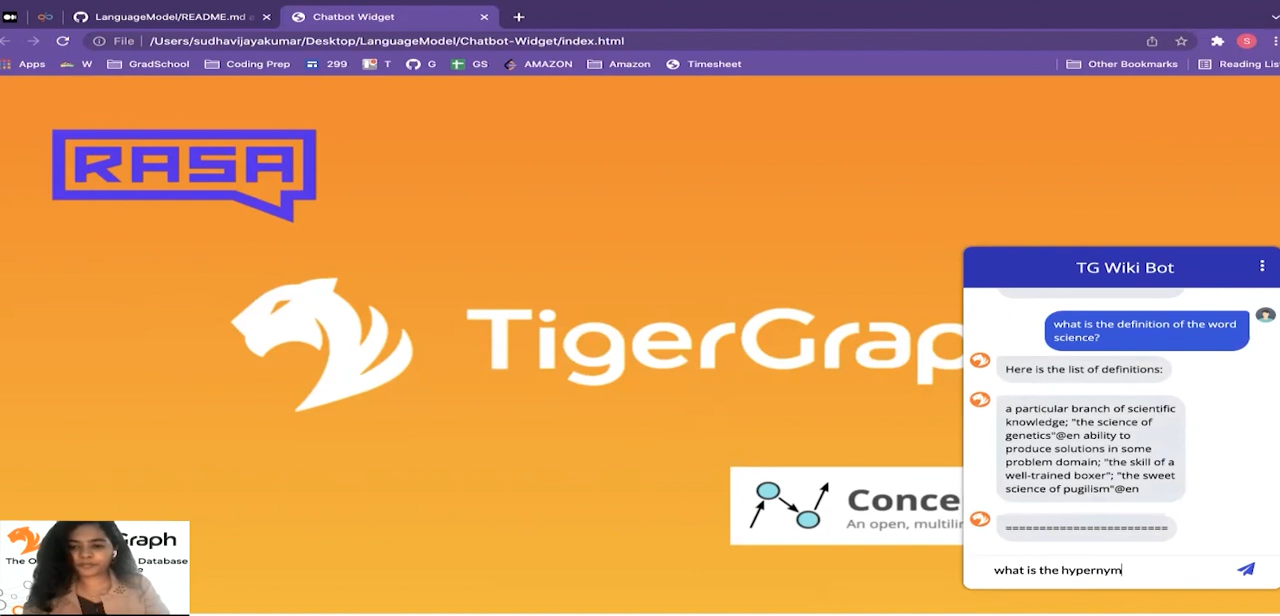 LanguageModel/README.md
Chatbot Widget
File
/Users/sudhavijayakumar/Desktop/LanguageModel/Chatbot-Widget/index.html
S
Apps
W
GradSchool
Coding Prep
299
T
G
GS
AMAZON
Amazon
Timesheet
Other Bookmarks
Reading Lis
RASA
TigerGrap
Conce
An open, multilin
TG Wiki Bot
what is the definition of the word
science?
Here is the list of definitions:
a particular branch of scientific
knowledge; "the science of
genetics"@en ability to
produce solutions in some
problem domain; "the skill of a
well-trained boxer"; "the sweet
science of pugilism"@en
========================
what is the hypernym
Graph
The O
Database